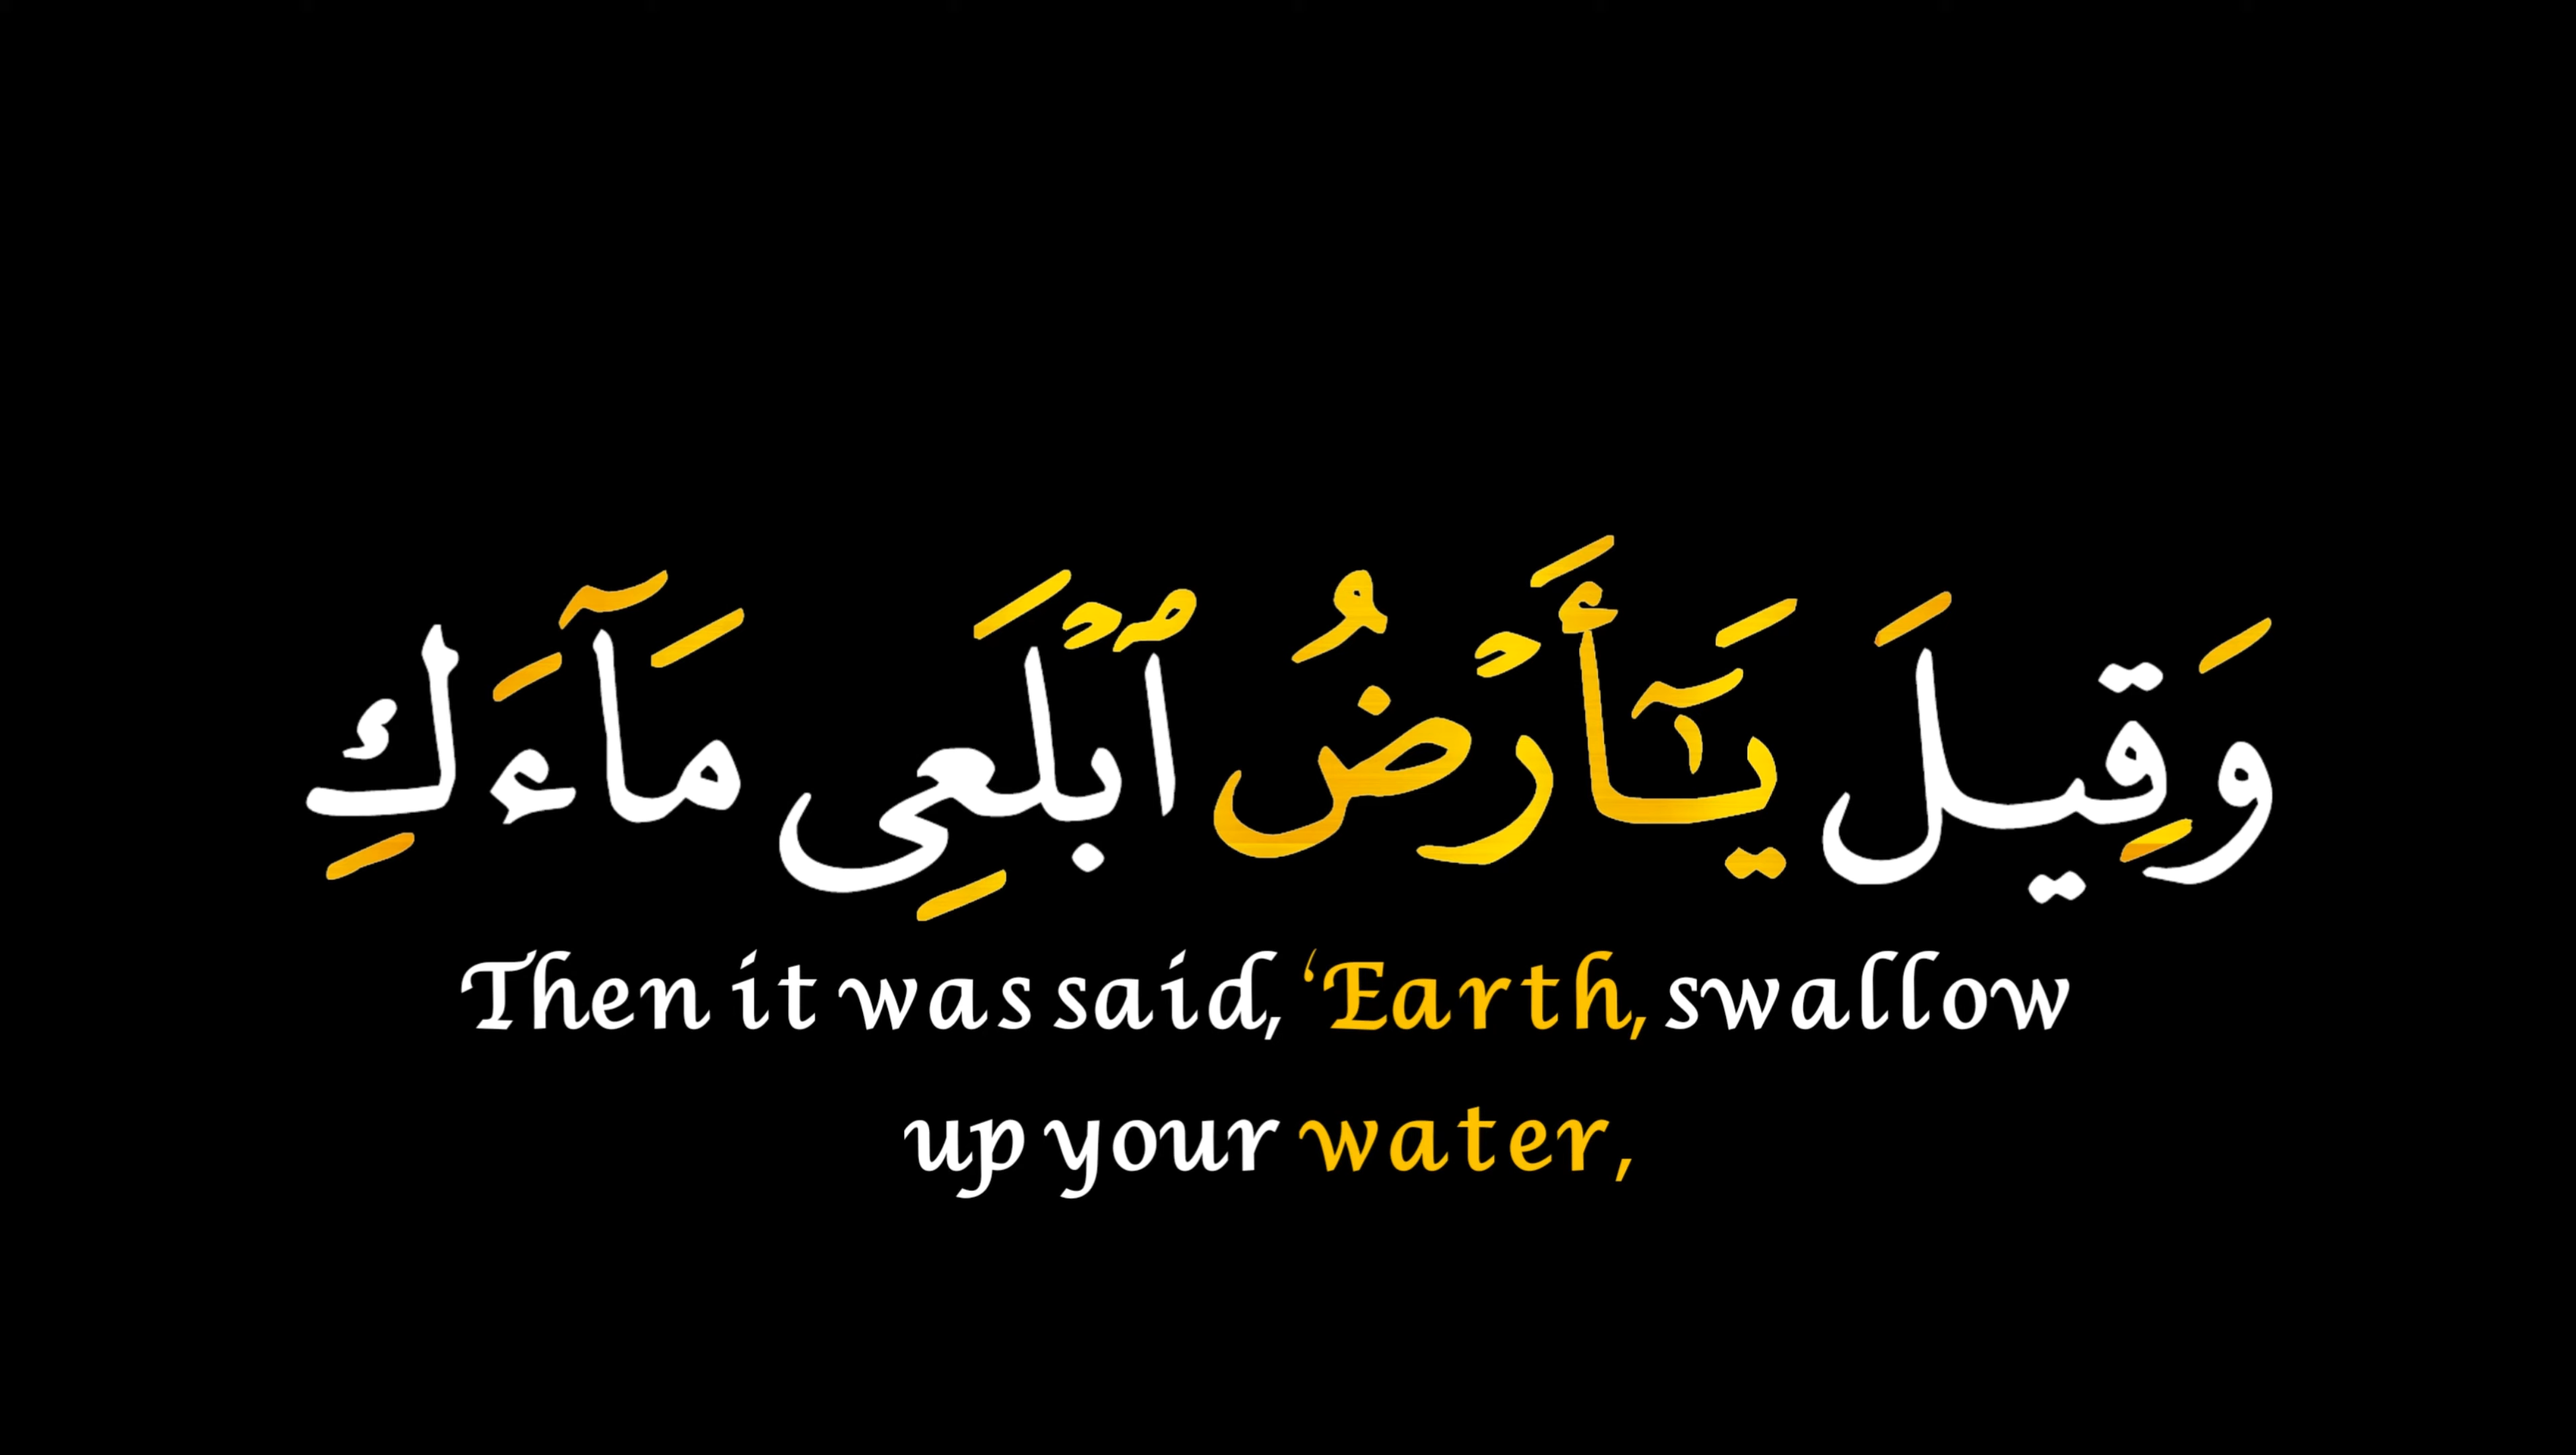 وَقِيلَ يَـٰٓأَرْضُ ٱبْلَعِى مَآءَكِ
Then it was said, ‘Earth, swallow
up your water,